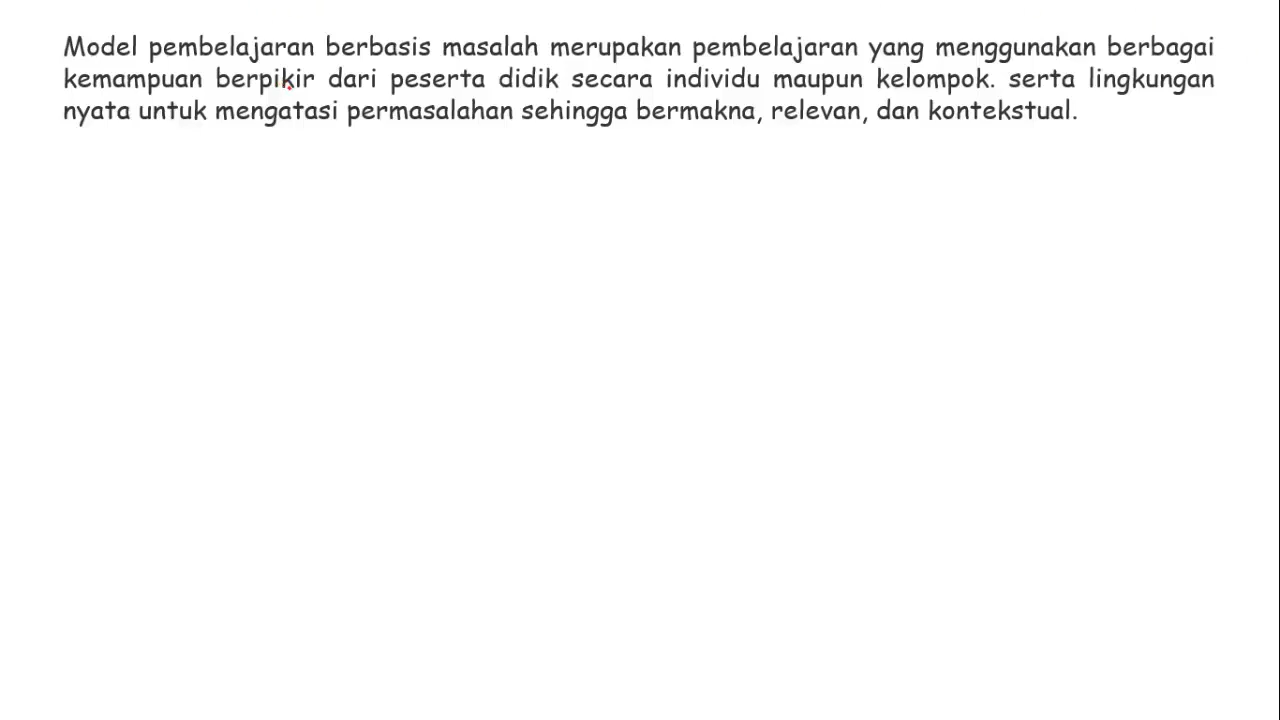 Model pembelajaran berbasis masalah merupakan pembelajaran yang menggunakan berbagai
kemampuan berpikir dari peserta didik secara individu maupun kelompok. serta lingkungan
nyata untuk mengatasi permasalahan sehingga bermakna, relevan, dan kontekstual.